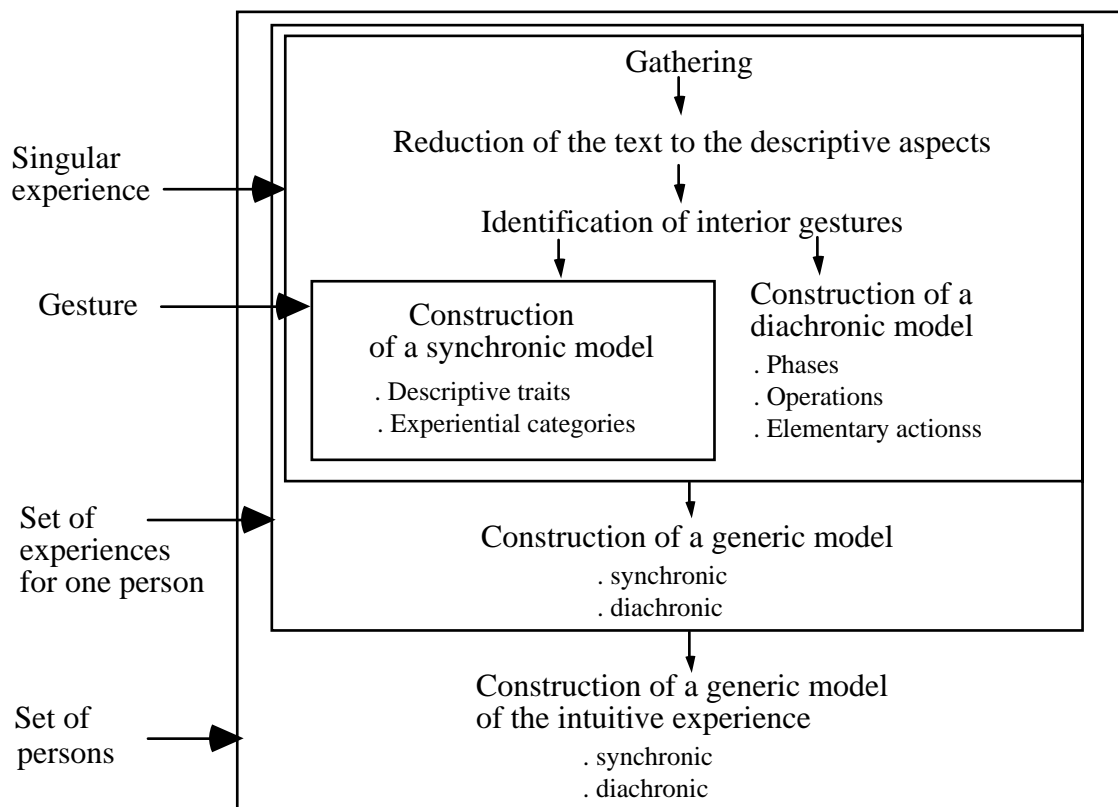 Gathering
Reduction of the text to the descriptive aspects
Singular
experience
Identification of interior gestures
Gesture
Construction
of a synchronic model
. Descriptive traits
. Experiential categories
Construction of a
diachronic model
. Phases
. Operations
. Elementary actionss
Set of
experiences
for one person
Construction of a generic model
. synchronic
. diachronic
Set of
persons
Construction of a generic model
of the intuitive experience
. synchronic
. diachronic